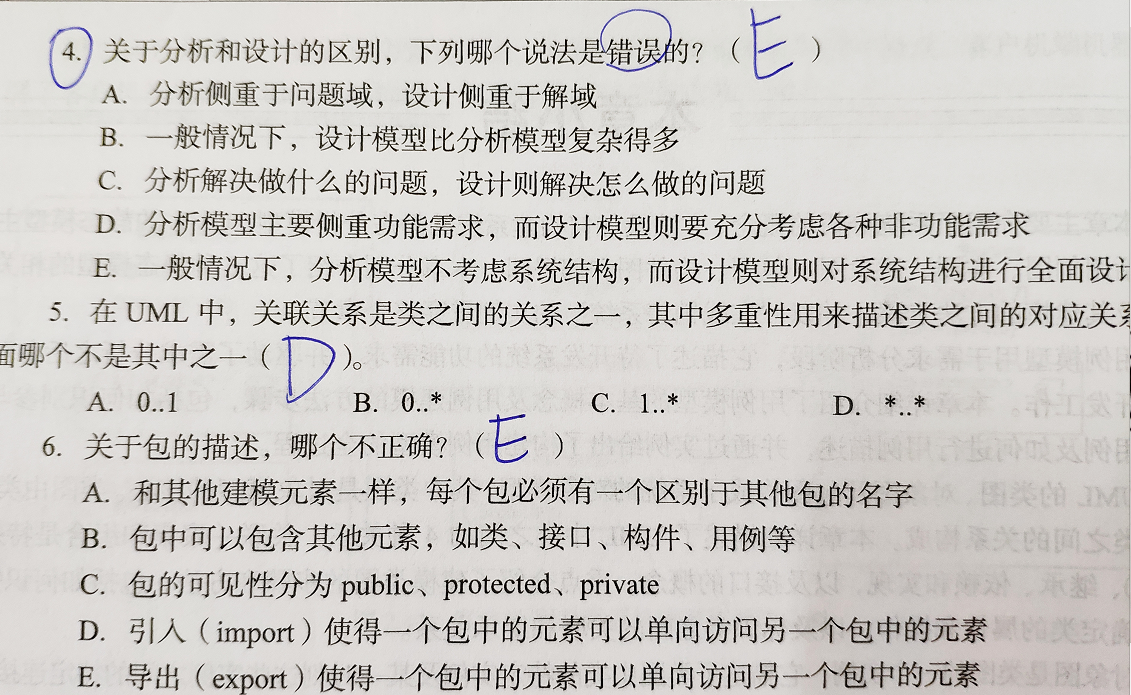 4. 关于分析和设计的区别，下列哪个说法是错误的？（ E ）
A. 分析侧重于问题域，设计侧重于解域
B. 一般情况下，设计模型比分析模型复杂得多
C. 分析解决做什么的问题，设计则解决怎么做的问题
D. 分析模型主要侧重功能需求，而设计模型则要充分考虑各种非功能需求
E. 一般情况下，分析模型不考虑系统结构，而设计模型则对系统结构进行全面设计
5. 在 UML 中，关联关系是类之间的关系之一，其中多重性用来描述类之间的对应关系
面哪个不是其中之一（ D ）。
A. 0..1 B. 0..* C. 1..* D. *..*
6. 关于包的描述，哪个不正确？（ E
A. 和其他建模元素一样，每个包必须有一个区别于其他包的名字
B. 包中可以包含其他元素，如类、接口、构件、用例等
C. 包的可见性分为 public、protected、private
D. 引入（import）使得一个包中的元素可以单向访问另一个包中的元素
E. 导出（export）使得一个包中的元素可以单向访问另一个包中的元素